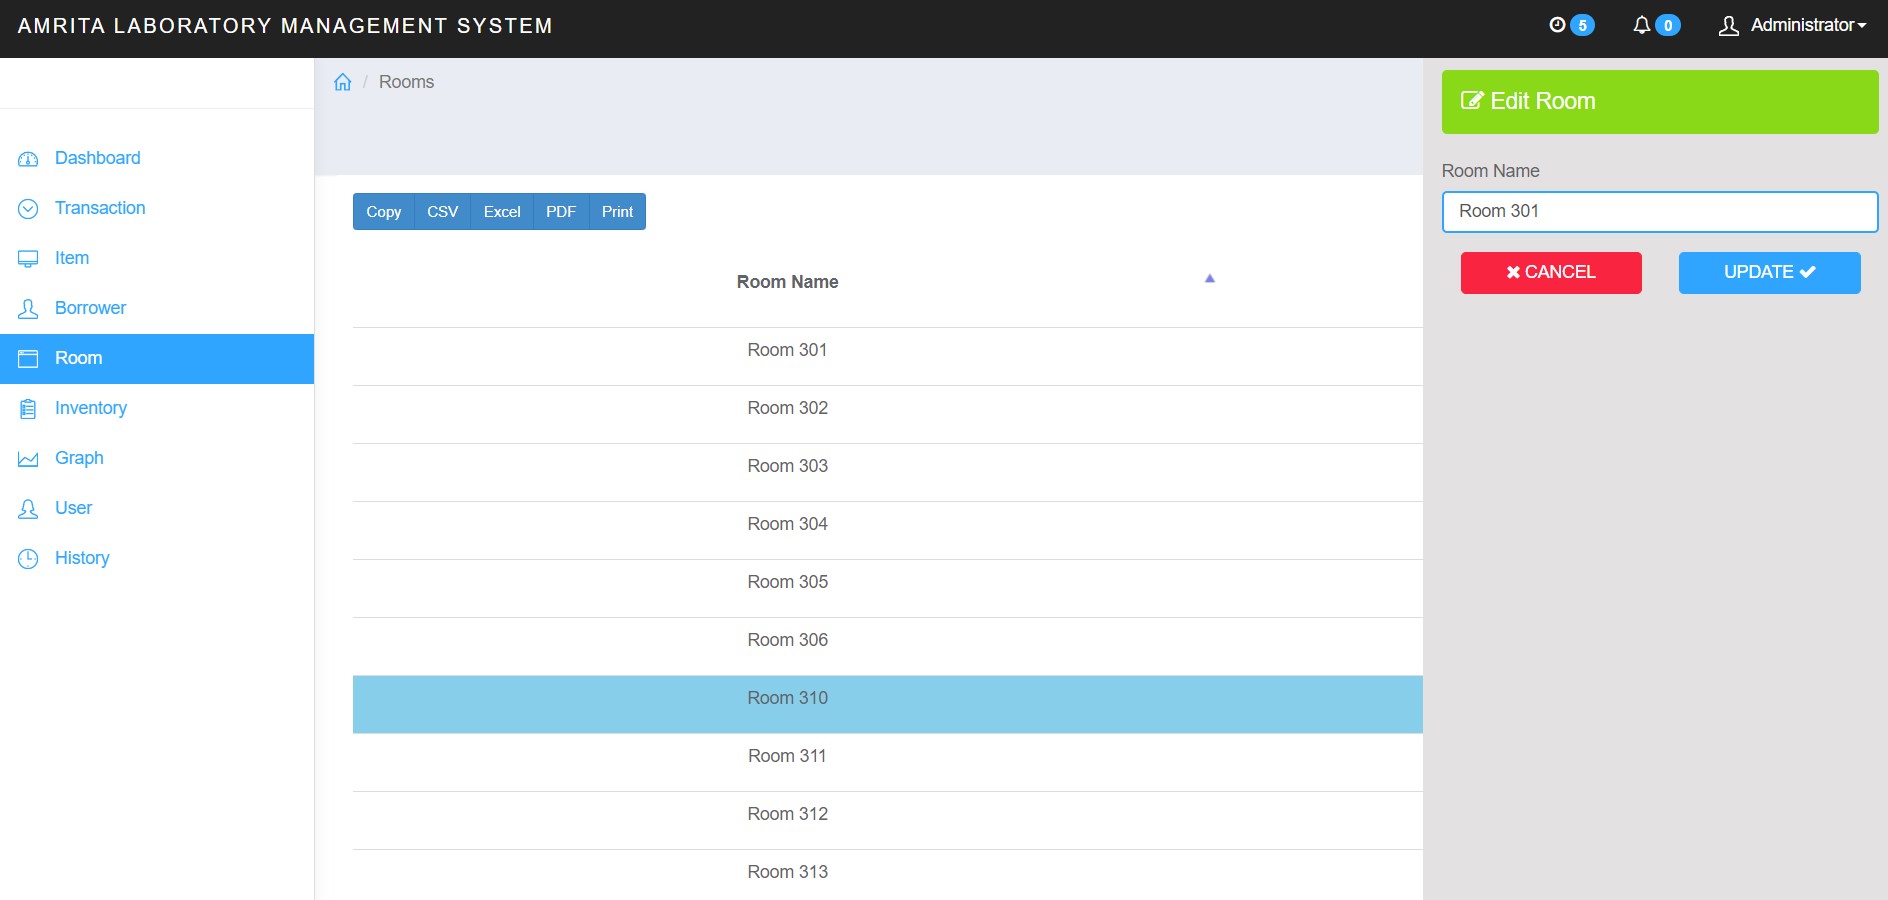 AMRITA LABORATORY MANAGEMENT SYSTEM
5
0
Administrator
Dashboard
Transaction
Item
Borrower
Room
Inventory
Graph
User
History
/ Rooms
Copy CSV Excel PDF Print
Room Name
Room 301
Room 302
Room 303
Room 304
Room 305
Room 306
Room 310
Room 311
Room 312
Room 313
Edit Room
Room Name
Room 301
CANCEL
UPDATE